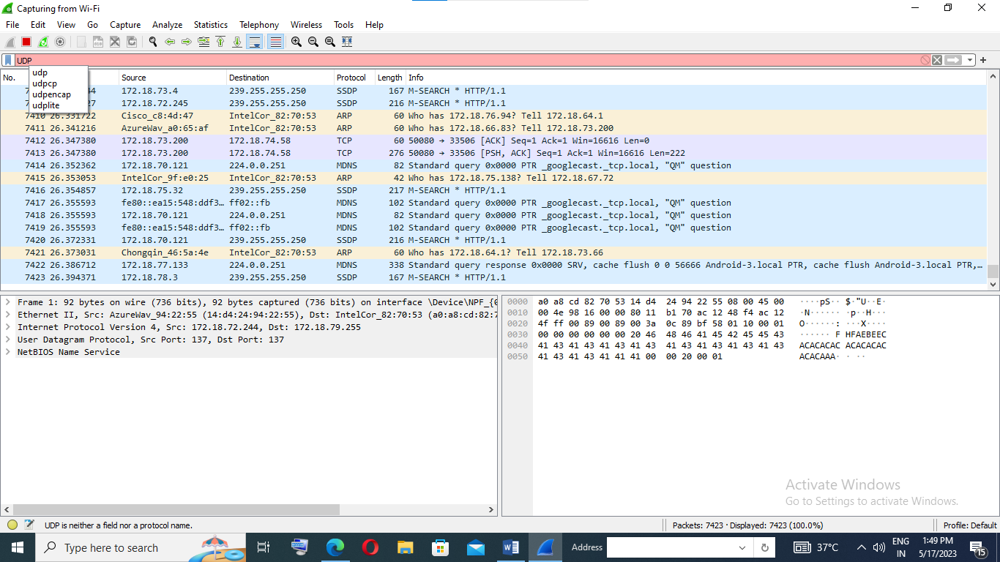 Capturing from Wi-Fi
File Edit View Go Capture Analyze Statistics Telephony Wireless Tools Help
UDP
udp
udpcp
udpencap
udplite
No. Source Destination Protocol Length Info
7 44 172.18.73.4 239.255.255.250 SSDP 167 M-SEARCH * HTTP/1.1
7 27 172.18.72.245 239.255.255.250 SSDP 216 M-SEARCH * HTTP/1.1
7410 26.331722 Cisco_c8:4d:47 IntelCor_82:70:53 ARP 60 Who has 172.18.76.94? Tell 172.18.64.1
7411 26.341216 AzureWav_a0:65:af IntelCor_82:70:53 ARP 60 Who has 172.18.66.83? Tell 172.18.73.200
7412 26.347380 172.18.73.200 172.18.74.58 TCP 60 50080 → 33506 [ACK] Seq=1 Ack=1 Win=16616 Len=0
7413 26.347380 172.18.73.200 172.18.74.58 TCP 276 50080 → 33506 [PSH, ACK] Seq=1 Ack=1 Win=16616 Len=222
7414 26.352362 172.18.70.121 224.0.0.251 MDNS 82 Standard query 0x0000 PTR _googlecast._tcp.local, "QM" question
7415 26.353053 IntelCor_9f:e0:25 IntelCor_82:70:53 ARP 42 Who has 172.18.75.138? Tell 172.18.67.72
7416 26.354857 172.18.75.32 239.255.255.250 SSDP 217 M-SEARCH * HTTP/1.1
7417 26.355593 fe80::ea15:548:ddf3… ff02::fb MDNS 102 Standard query 0x0000 PTR _googlecast._tcp.local, "QM" question
7418 26.355593 172.18.70.121 224.0.0.251 MDNS 82 Standard query 0x0000 PTR _googlecast._tcp.local, "QM" question
7419 26.355593 fe80::ea15:548:ddf3… ff02::fb MDNS 102 Standard query 0x0000 PTR _googlecast._tcp.local, "QM" question
7420 26.372331 172.18.70.121 239.255.255.250 SSDP 216 M-SEARCH * HTTP/1.1
7421 26.373031 Chongqin_46:5a:4e IntelCor_82:70:53 ARP 60 Who has 172.18.64.1? Tell 172.18.73.66
7422 26.386712 172.18.77.133 224.0.0.251 MDNS 338 Standard query response 0x0000 SRV, cache flush 0 0 56666 Android-3.local PTR, cache flush Android-3.local PTR,…
7423 26.394371 172.18.78.3 239.255.255.250 SSDP 167 M-SEARCH * HTTP/1.1
Frame 1: 92 bytes on wire (736 bits), 92 bytes captured (736 bits) on interface \Device\NPF_{
Ethernet II, Src: AzureWav_94:22:55 (14:d4:24:94:22:55), Dst: IntelCor_82:70:53 (a0:a8:cd:82:7
Internet Protocol Version 4, Src: 172.18.72.244, Dst: 172.18.79.255
User Datagram Protocol, Src Port: 137, Dst Port: 137
NetBIOS Name Service
0000 a0 a8 cd 82 70 53 14 d4 24 94 22 55 08 00 45 00 ····pS·· $·"U··E·
0010 00 4e 98 16 00 00 80 11 b1 70 ac 12 48 f4 ac 12 ·N······ ·p··H···
0020 4f ff 00 89 00 89 00 3a 0c 89 bf 58 01 10 00 01 O······: ···X····
0030 00 00 00 00 00 00 20 46 48 46 41 45 42 45 45 43 ······ F HFAEBEEC
0040 41 43 41 43 41 43 41 43 41 43 41 43 41 43 41 43 ACACACAC ACACACAC
0050 41 43 41 43 41 41 41 00 00 20 00 01 ACACAAA· · ··
Activate Windows
Go to Settings to activate Windows.
UDP is neither a field nor a protocol name. Packets: 7423 · Displayed: 7423 (100.0%) Profile: Default
Type here to search Address 37°C ENG IN 1:49 PM 5/17/2023 15